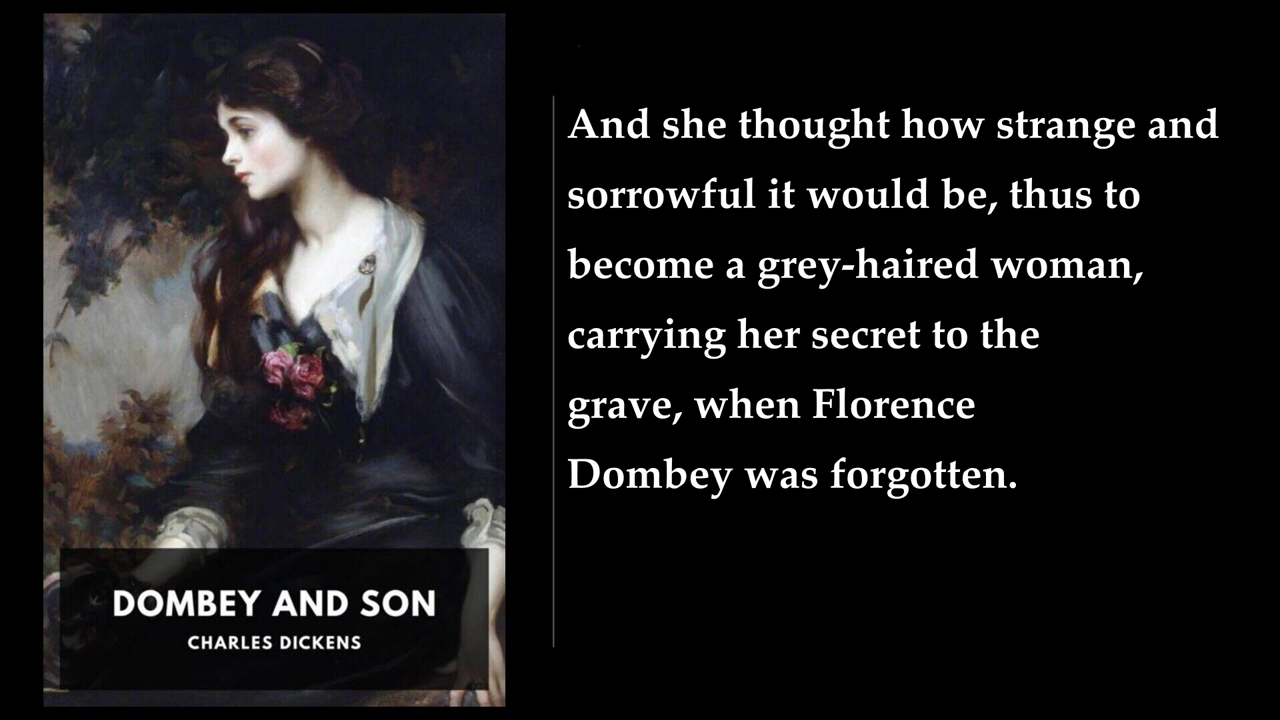 DOMBEY AND SON
CHARLES DICKENS
And she thought how strange and
sorrowful it would be, thus to
become a grey-haired woman,
carrying her secret to the
grave, when Florence
Dombey was forgotten.